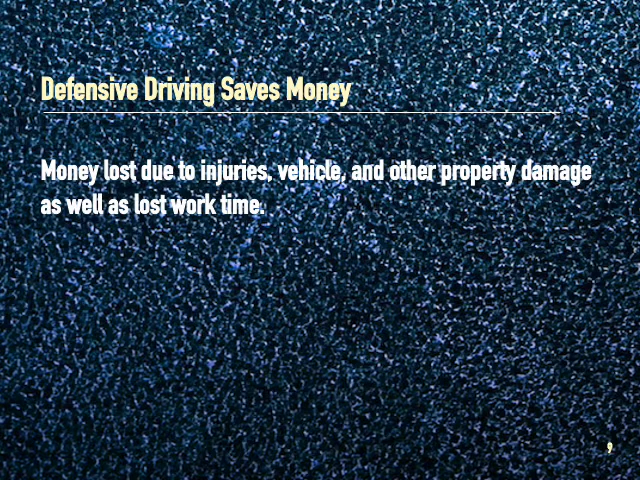 Defensive Driving Saves Money
Money lost due to injuries, vehicle, and other property damage
as well as lost work time.
9